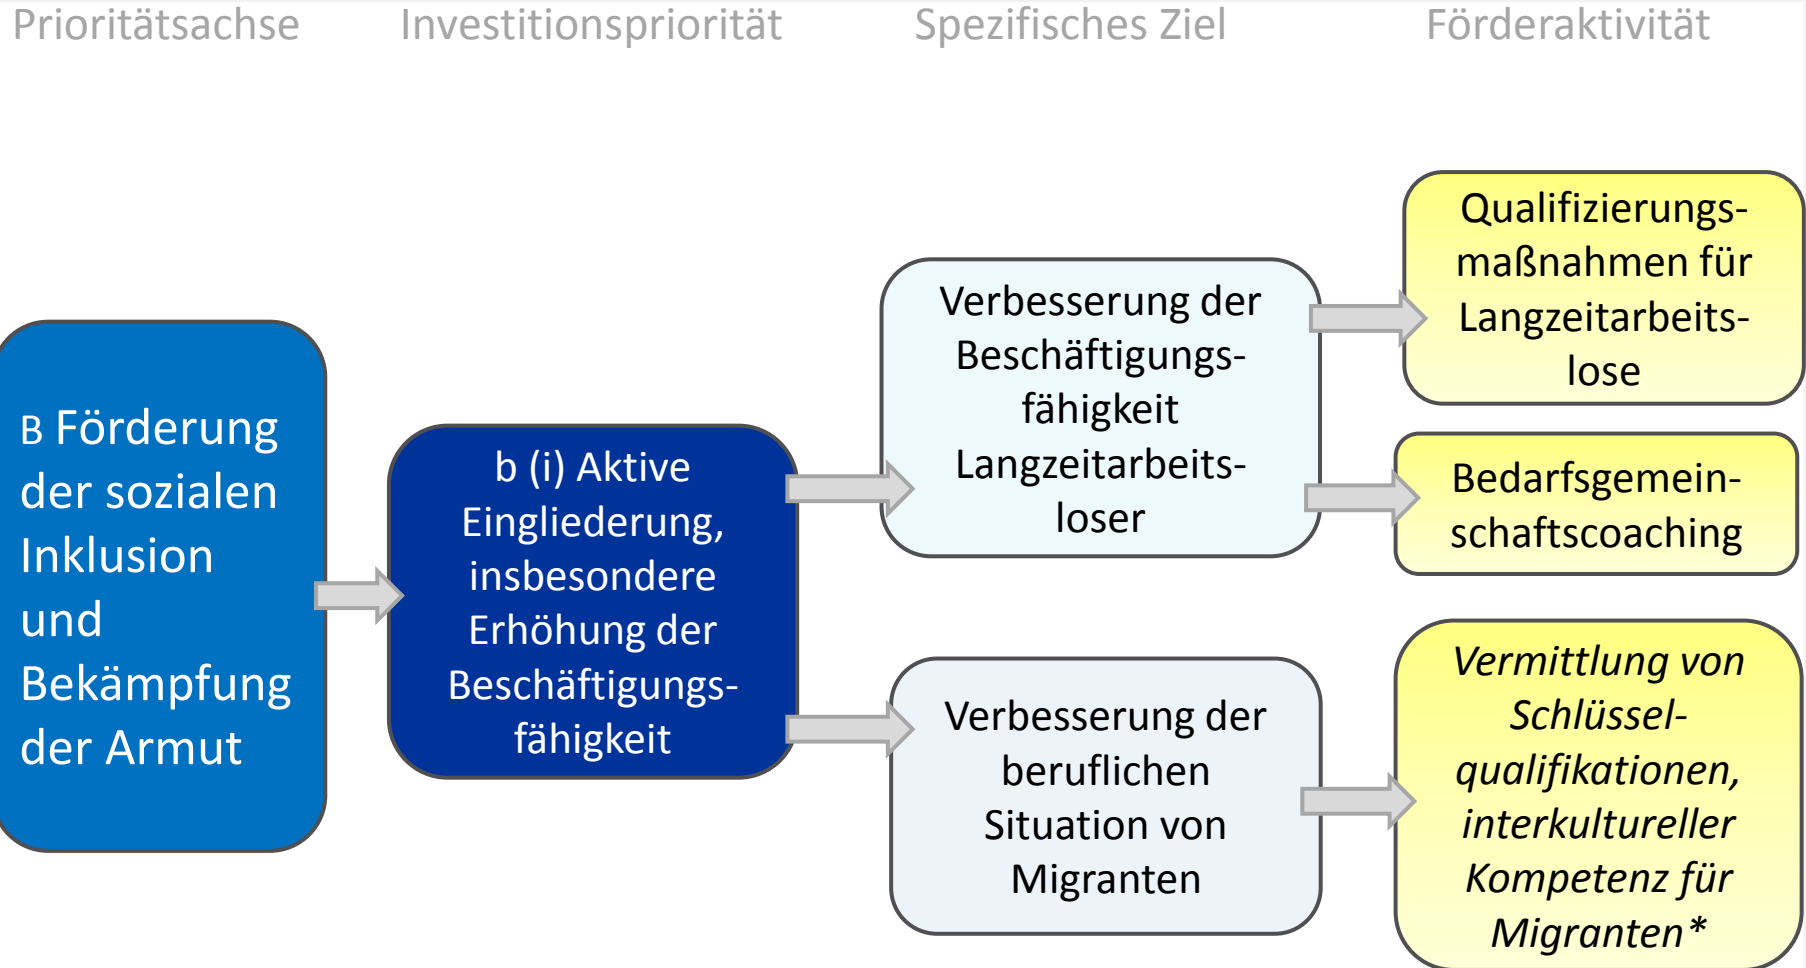 Prioritätsachse
Investitionspriorität
Spezifisches Ziel
Förderaktivität
B Förderung
der sozialen
Inklusion
und
Bekämpfung
der Armut
b (i) Aktive
Eingliederung,
insbesondere
Erhöhung der
Beschäftigungs-
fähigkeit
Verbesserung der
Beschäftigungs-
fähigkeit
Langzeitarbeits-
loser
Verbesserung der
beruflichen
Situation von
Migranten
Qualifizierungs-
maßnahmen für
Langzeitarbeits-
lose
Bedarfsgemein-
schaftscoaching
Vermittlung von
Schlüssel-
qualifikationen,
interkultureller
Kompetenz für
Migranten*